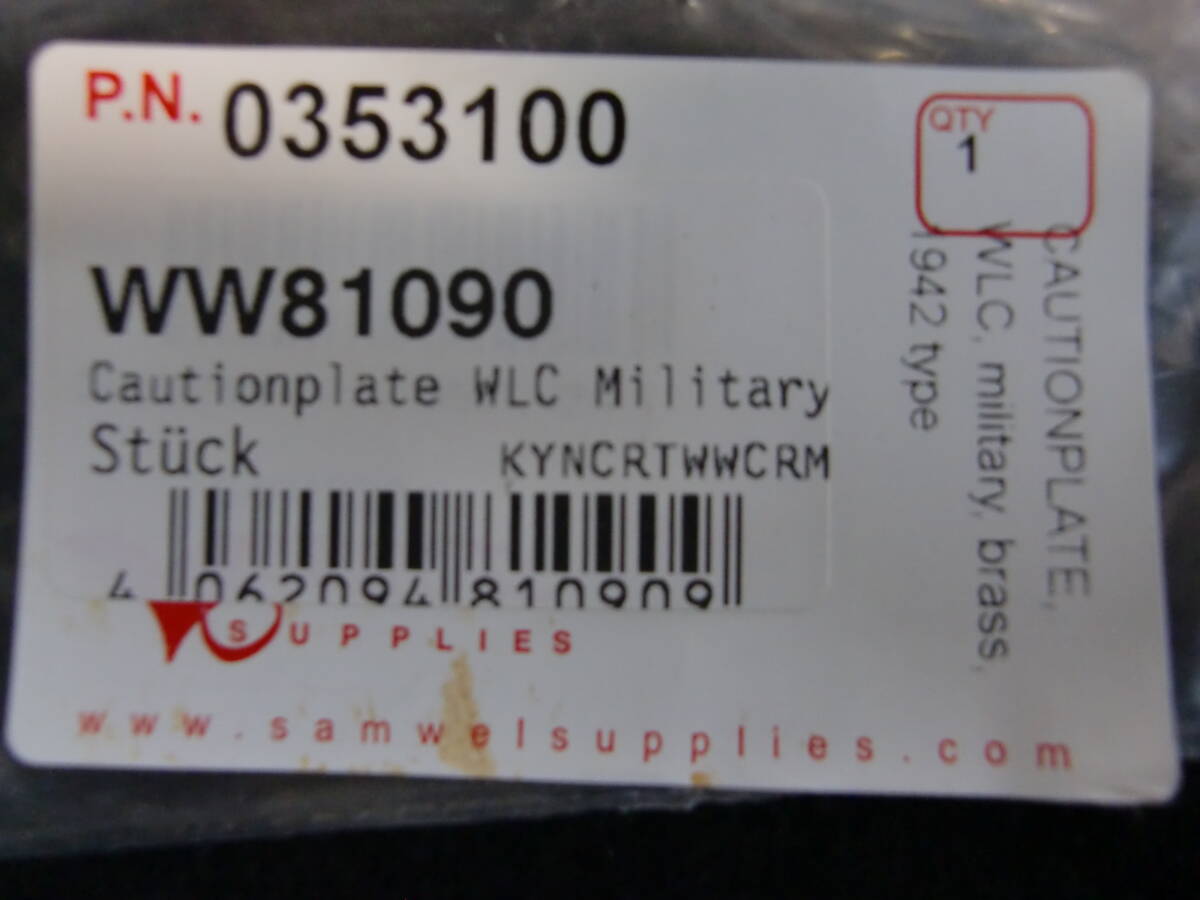 P.N. 0353100
QTY
1
CAUTIONPLATE,
WLC, military, brass,
1942 type
WW81090
Cautionplate WLC Military
Stück KYNCRTWWCRM
4 062094 810909
SUPPLIES
www.samwelsupplies.com